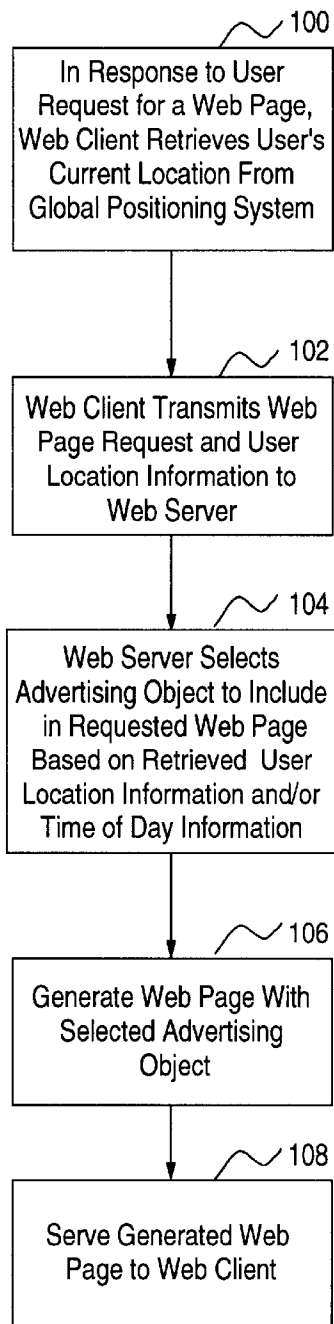 100
In Response to User
Request for a Web Page,
Web Client Retrieves User's
Current Location From
Global Positioning System
102
Web Client Transmits Web
Page Request and User
Location Information to
Web Server
104
Web Server Selects
Advertising Object to Include
in Requested Web Page
Based on Retrieved User
Location Information and/or
Time of Day Information
106
Generate Web Page With
Selected Advertising
Object
108
Serve Generated Web
Page to Web Client